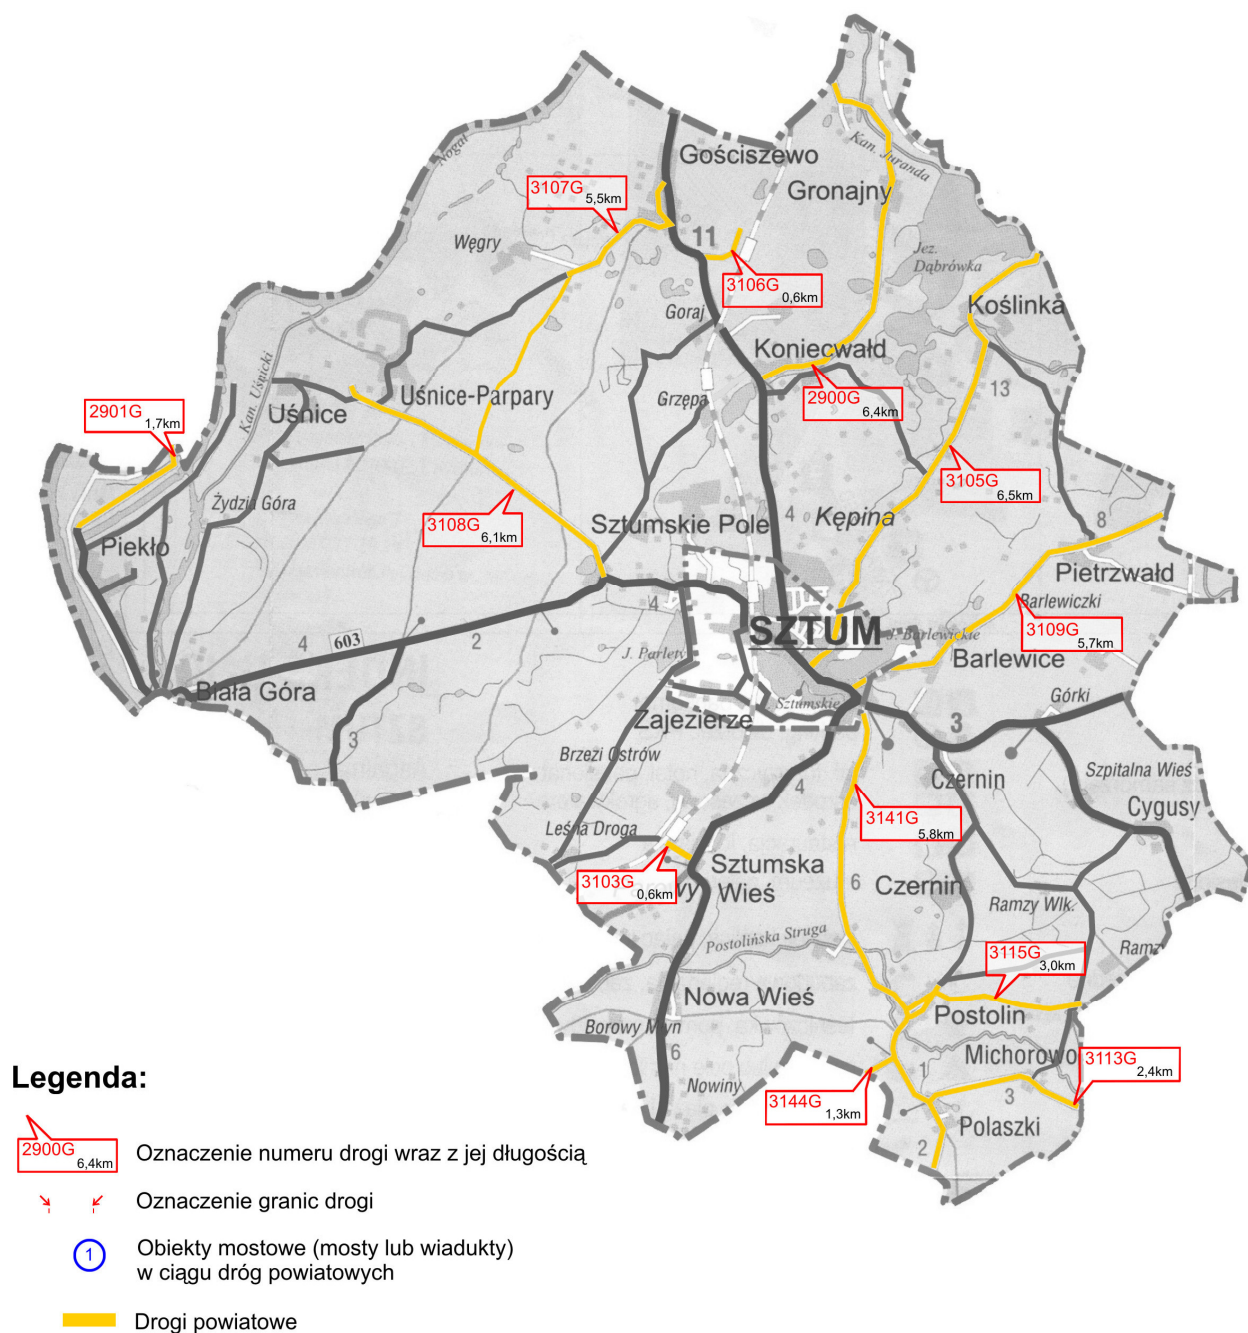 Nogat
Kan. Juranda
Gościszewo
Gronajny
3107G
5,5km
Węgry
11
Jez.
Dąbrówka
3106G
0,6km
Goraj
Koślinka
Koniecwałd
13
Kan. Uśnicki
Uśnice-Parpary
Grzępa
2900G
6,4km
2901G
1,7km
Uśnice
3105G
6,5km
Żydzia Góra
3108G
6,1km
Sztumskie Pole
4
Kępina
8
Piekło
Pietrzwałd
4
Barlewiczki
3109G
5,7km
SZTUM
J. Barlewickie
4
603
2
J. Parlety
Barlewice
Biała Góra
Sztumskie
Górki
Zajezierze
3
3
Brzezi Ostrów
4
Czernin
Szpitalna Wieś
Cygusy
3141G
5,8km
Leśna Droga
Sztumska
Wieś
3103G
0,6km
6
Czernin
Ramzy Wlk.
Postolińska Struga
3115G
3,0km
Ramzy
Nowa Wieś
Postolin
Borowy Młyn
6
Michorowo
3113G
2,4km
1
Nowiny
3144G
1,3km
3
Polaszki
2
Legenda:
2900G
6,4km
Oznaczenie numeru drogi wraz z jej długością
Oznaczenie granic drogi
1
Obiekty mostowe (mosty lub wiadukty)
w ciągu dróg powiatowych
Drogi powiatowe